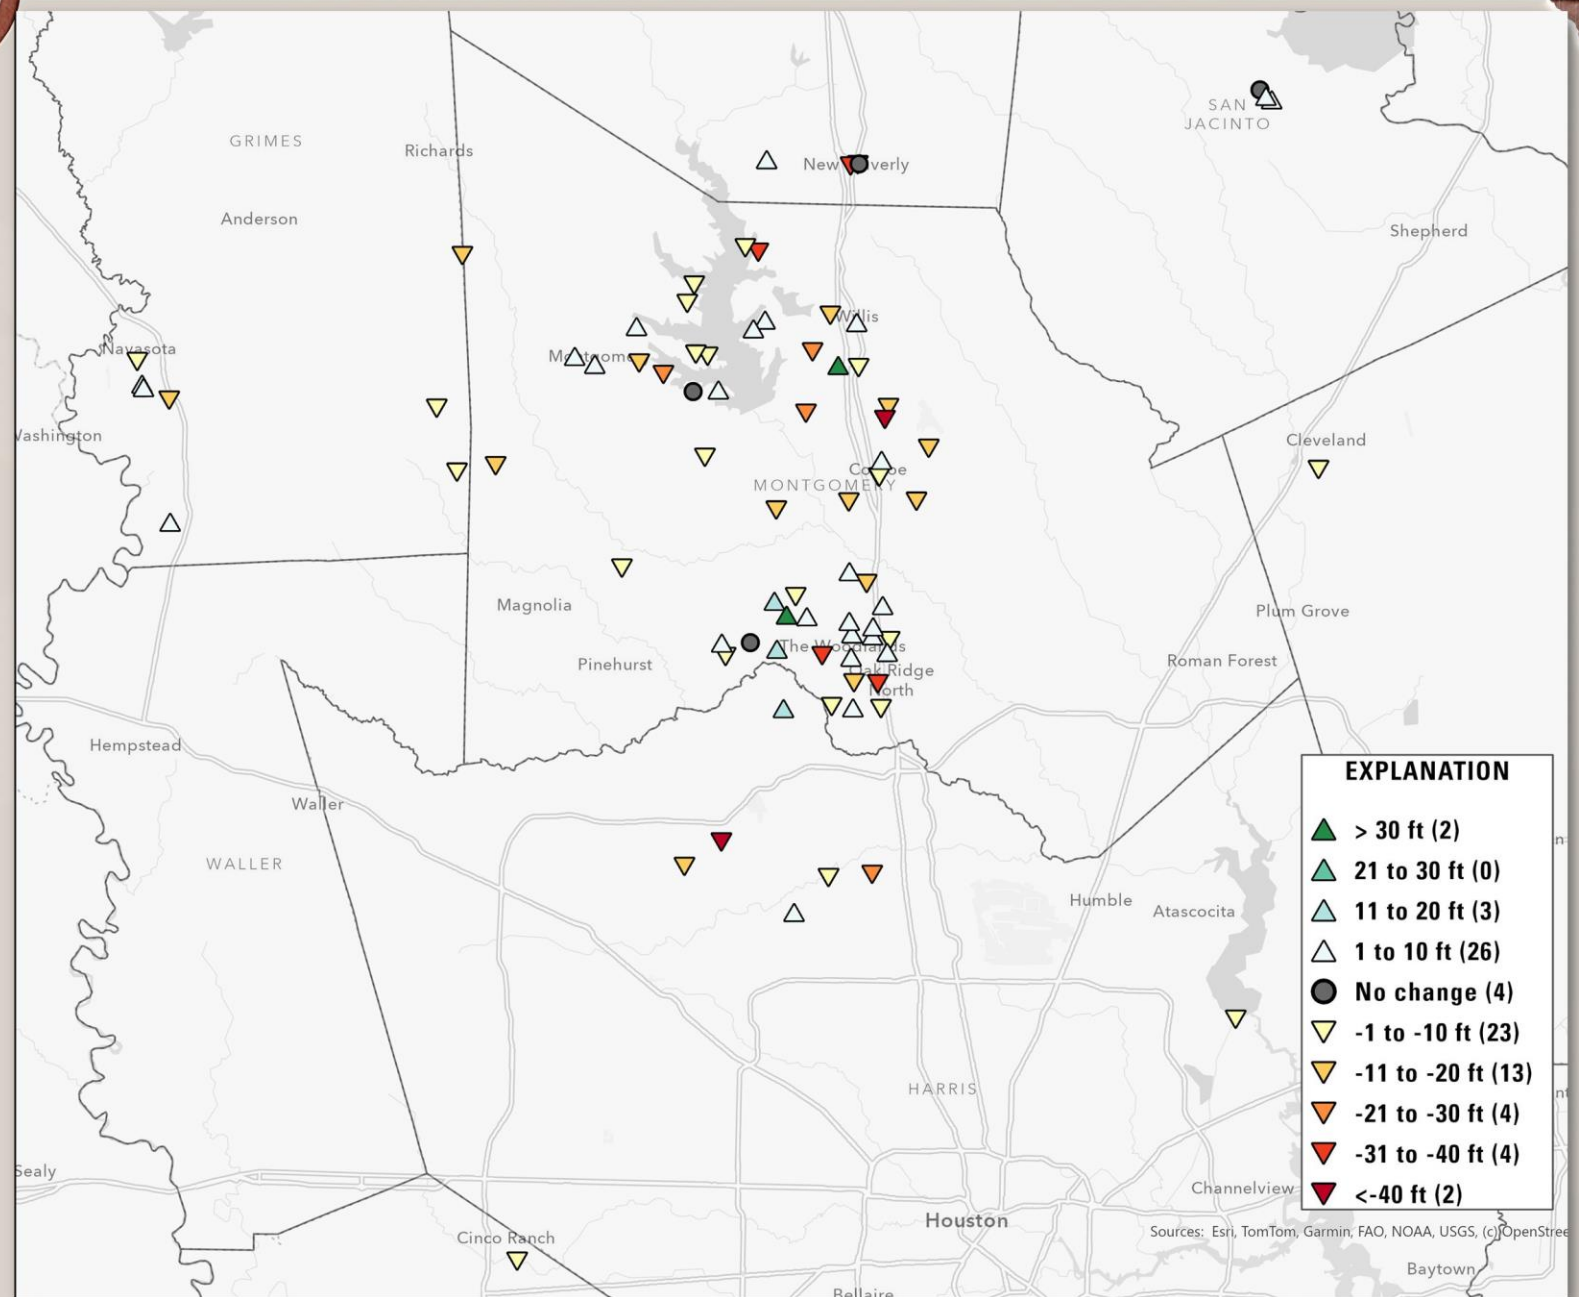 SAN
JACINTO
GRIMES
Richards
New
verly
Anderson
Shepherd
Willis
Navasota
Washington
Cleveland
MONTGOMERY
Magnolia
Plum Grove
The Woodlands
Pinehurst
Roman Forest
Oak Ridge
North
Hempstead
Waller
WALLER
Humble
Atascocita
HARRIS
Sealy
Channelview
Houston
Cinco Ranch
Baytown
Bellaire
EXPLANATION
> 30 ft (2)
21 to 30 ft (0)
11 to 20 ft (3)
1 to 10 ft (26)
No change (4)
-1 to -10 ft (23)
-11 to -20 ft (13)
-21 to -30 ft (4)
-31 to -40 ft (4)
<-40 ft (2)
Sources: Esri, TomTom, Garmin, FAO, NOAA, USGS, (c) OpenStree